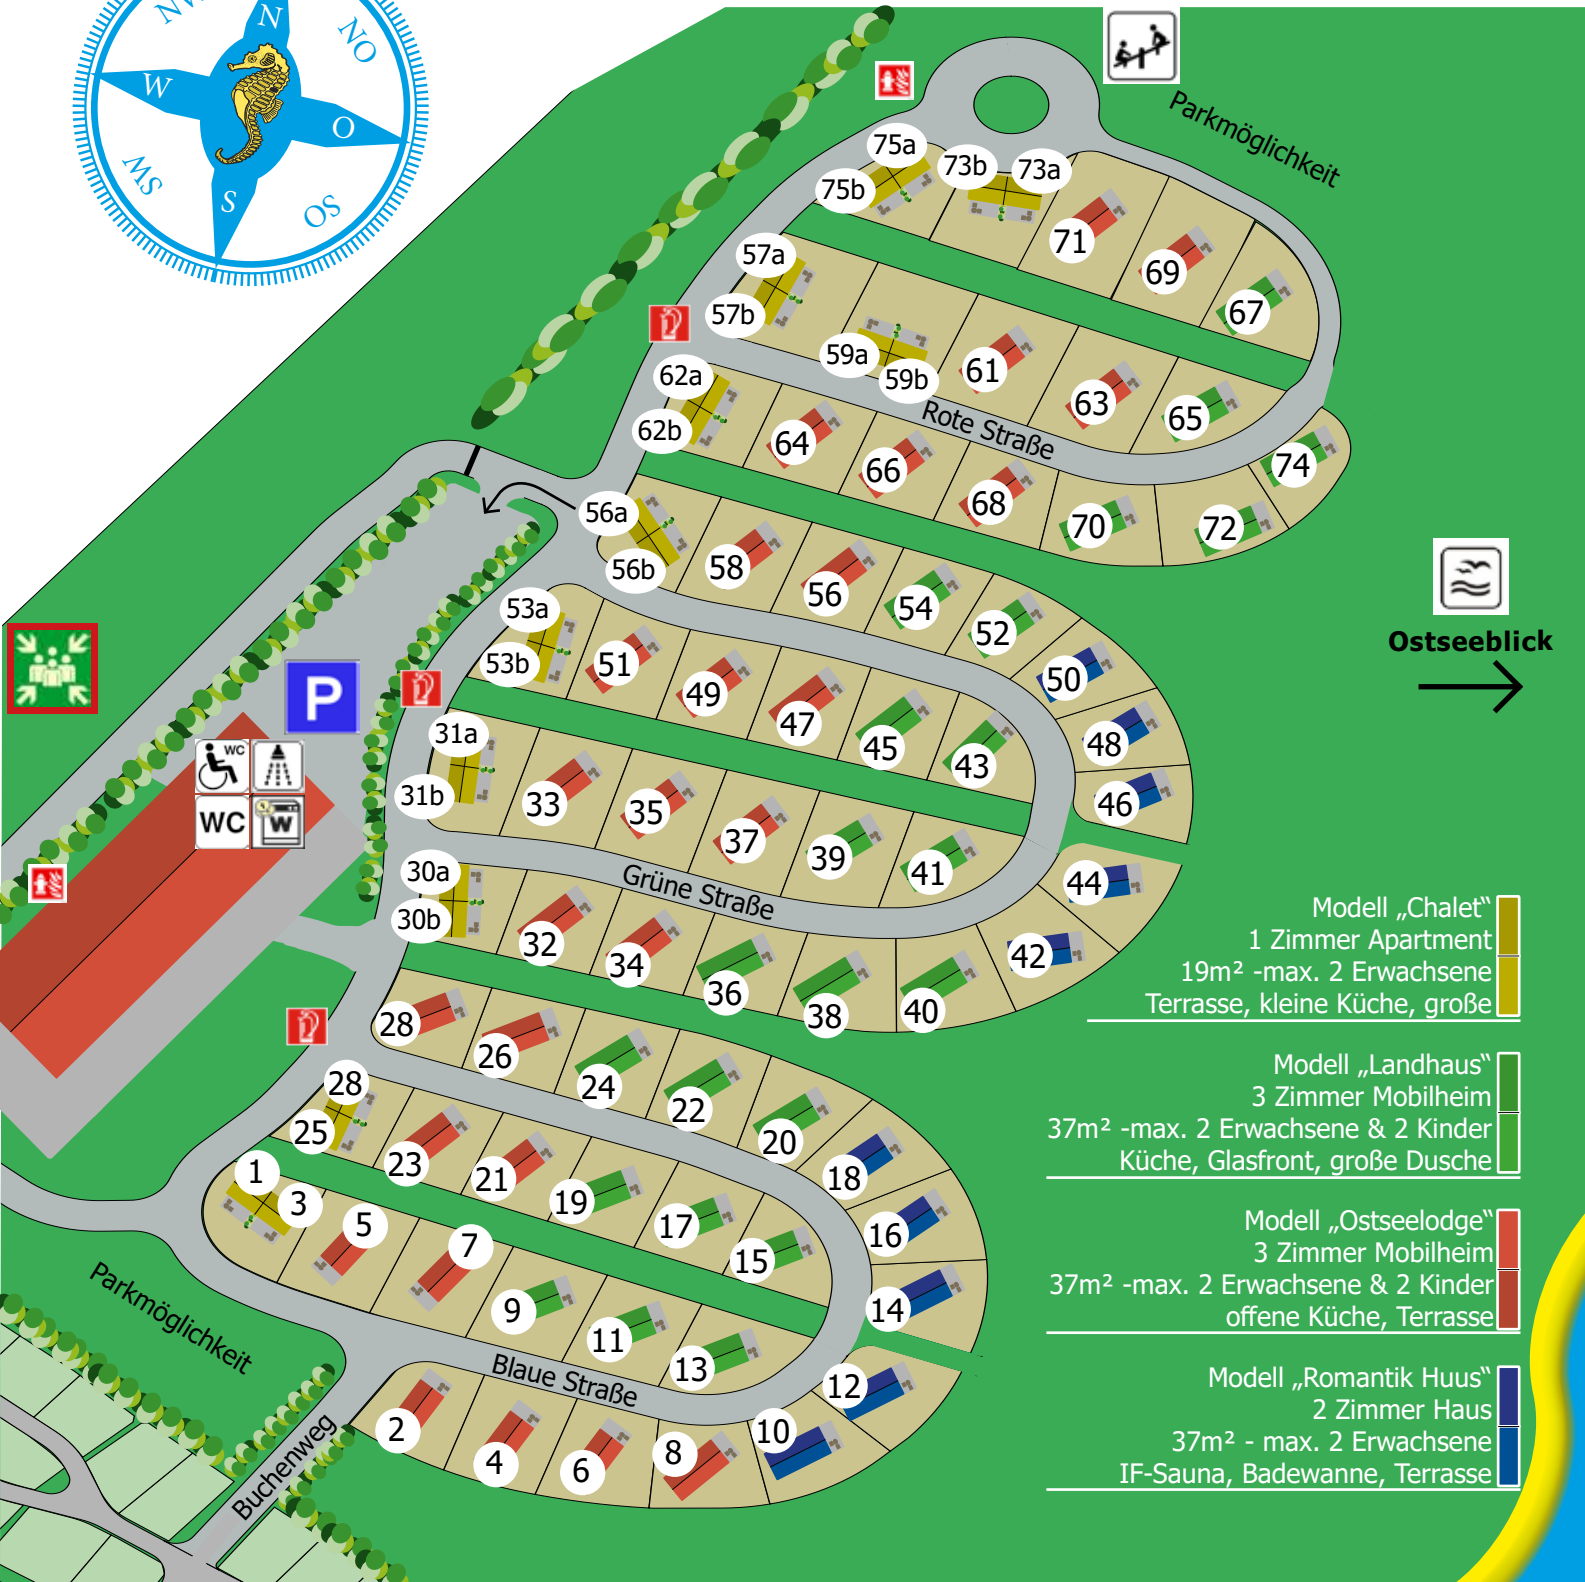 N
NW
NO
W
O
SW
S
SO
Parkmöglichkeit
75a
73b
73a
75b
71
69
67
57a
57b
59a
59b
61
63
65
62a
62b
64
66
68
70
72
74
Rote Straße
56a
56b
58
56
54
52
50
48
46
53a
53b
51
49
47
45
43
Ostseeblick
P
WC
WC
W
31a
31b
33
35
37
39
41
Grüne Straße
30a
30b
32
34
36
38
40
42
44
28
26
24
22
20
18
16
14
28
25
23
21
19
17
15
1
3
5
7
9
11
13
Blaue Straße
2
4
6
8
10
12
Parkmöglichkeit
Buchenweg
Modell „Chalet“
1 Zimmer Apartment
19m² -max. 2 Erwachsene
Terrasse, kleine Küche, große
Modell „Landhaus“
3 Zimmer Mobilheim
37m² -max. 2 Erwachsene & 2 Kinder
Küche, Glasfront, große Dusche
Modell „Ostseelodge“
3 Zimmer Mobilheim
37m² -max. 2 Erwachsene & 2 Kinder
offene Küche, Terrasse
Modell „Romantik Huus“
2 Zimmer Haus
37m² - max. 2 Erwachsene
IF-Sauna, Badewanne, Terrasse